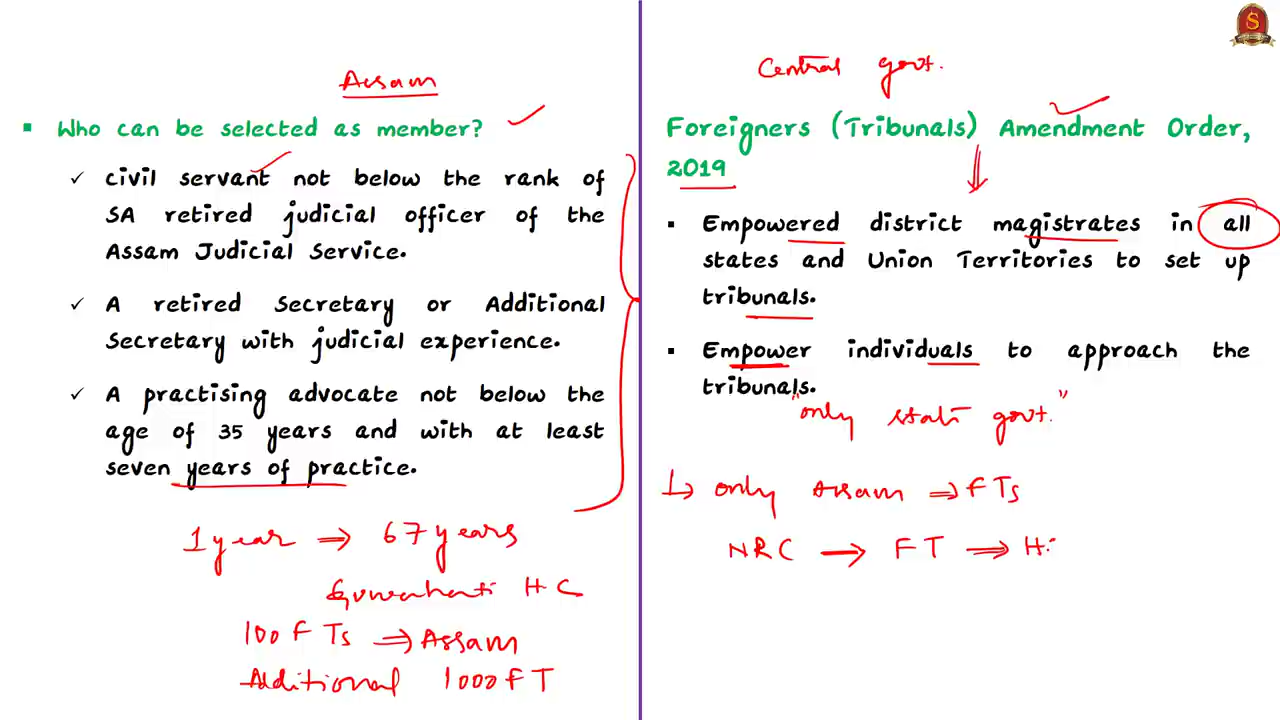 Assam
Who can be selected as member?
civil servant not below the rank of
SA retired judicial officer of the
Assam Judicial Service.
A retired Secretary or Additional
Secretary with judicial experience.
A practising advocate not below the
age of 35 years and with at least
seven years of practice.
1 year ⇒ 67 years
Guwahati HC
100 FTs ⇒ Assam
Additional 1000 FT
Central govt.
Foreigners (Tribunals) Amendment Order,
2019
Empowered district magistrates in all
states and Union Territories to set up
tribunals.
Empower individuals to approach the
tribunals.
"only state govt."
↳ only Assam ⇒ FTs
NRC → FT ⇒ H
S